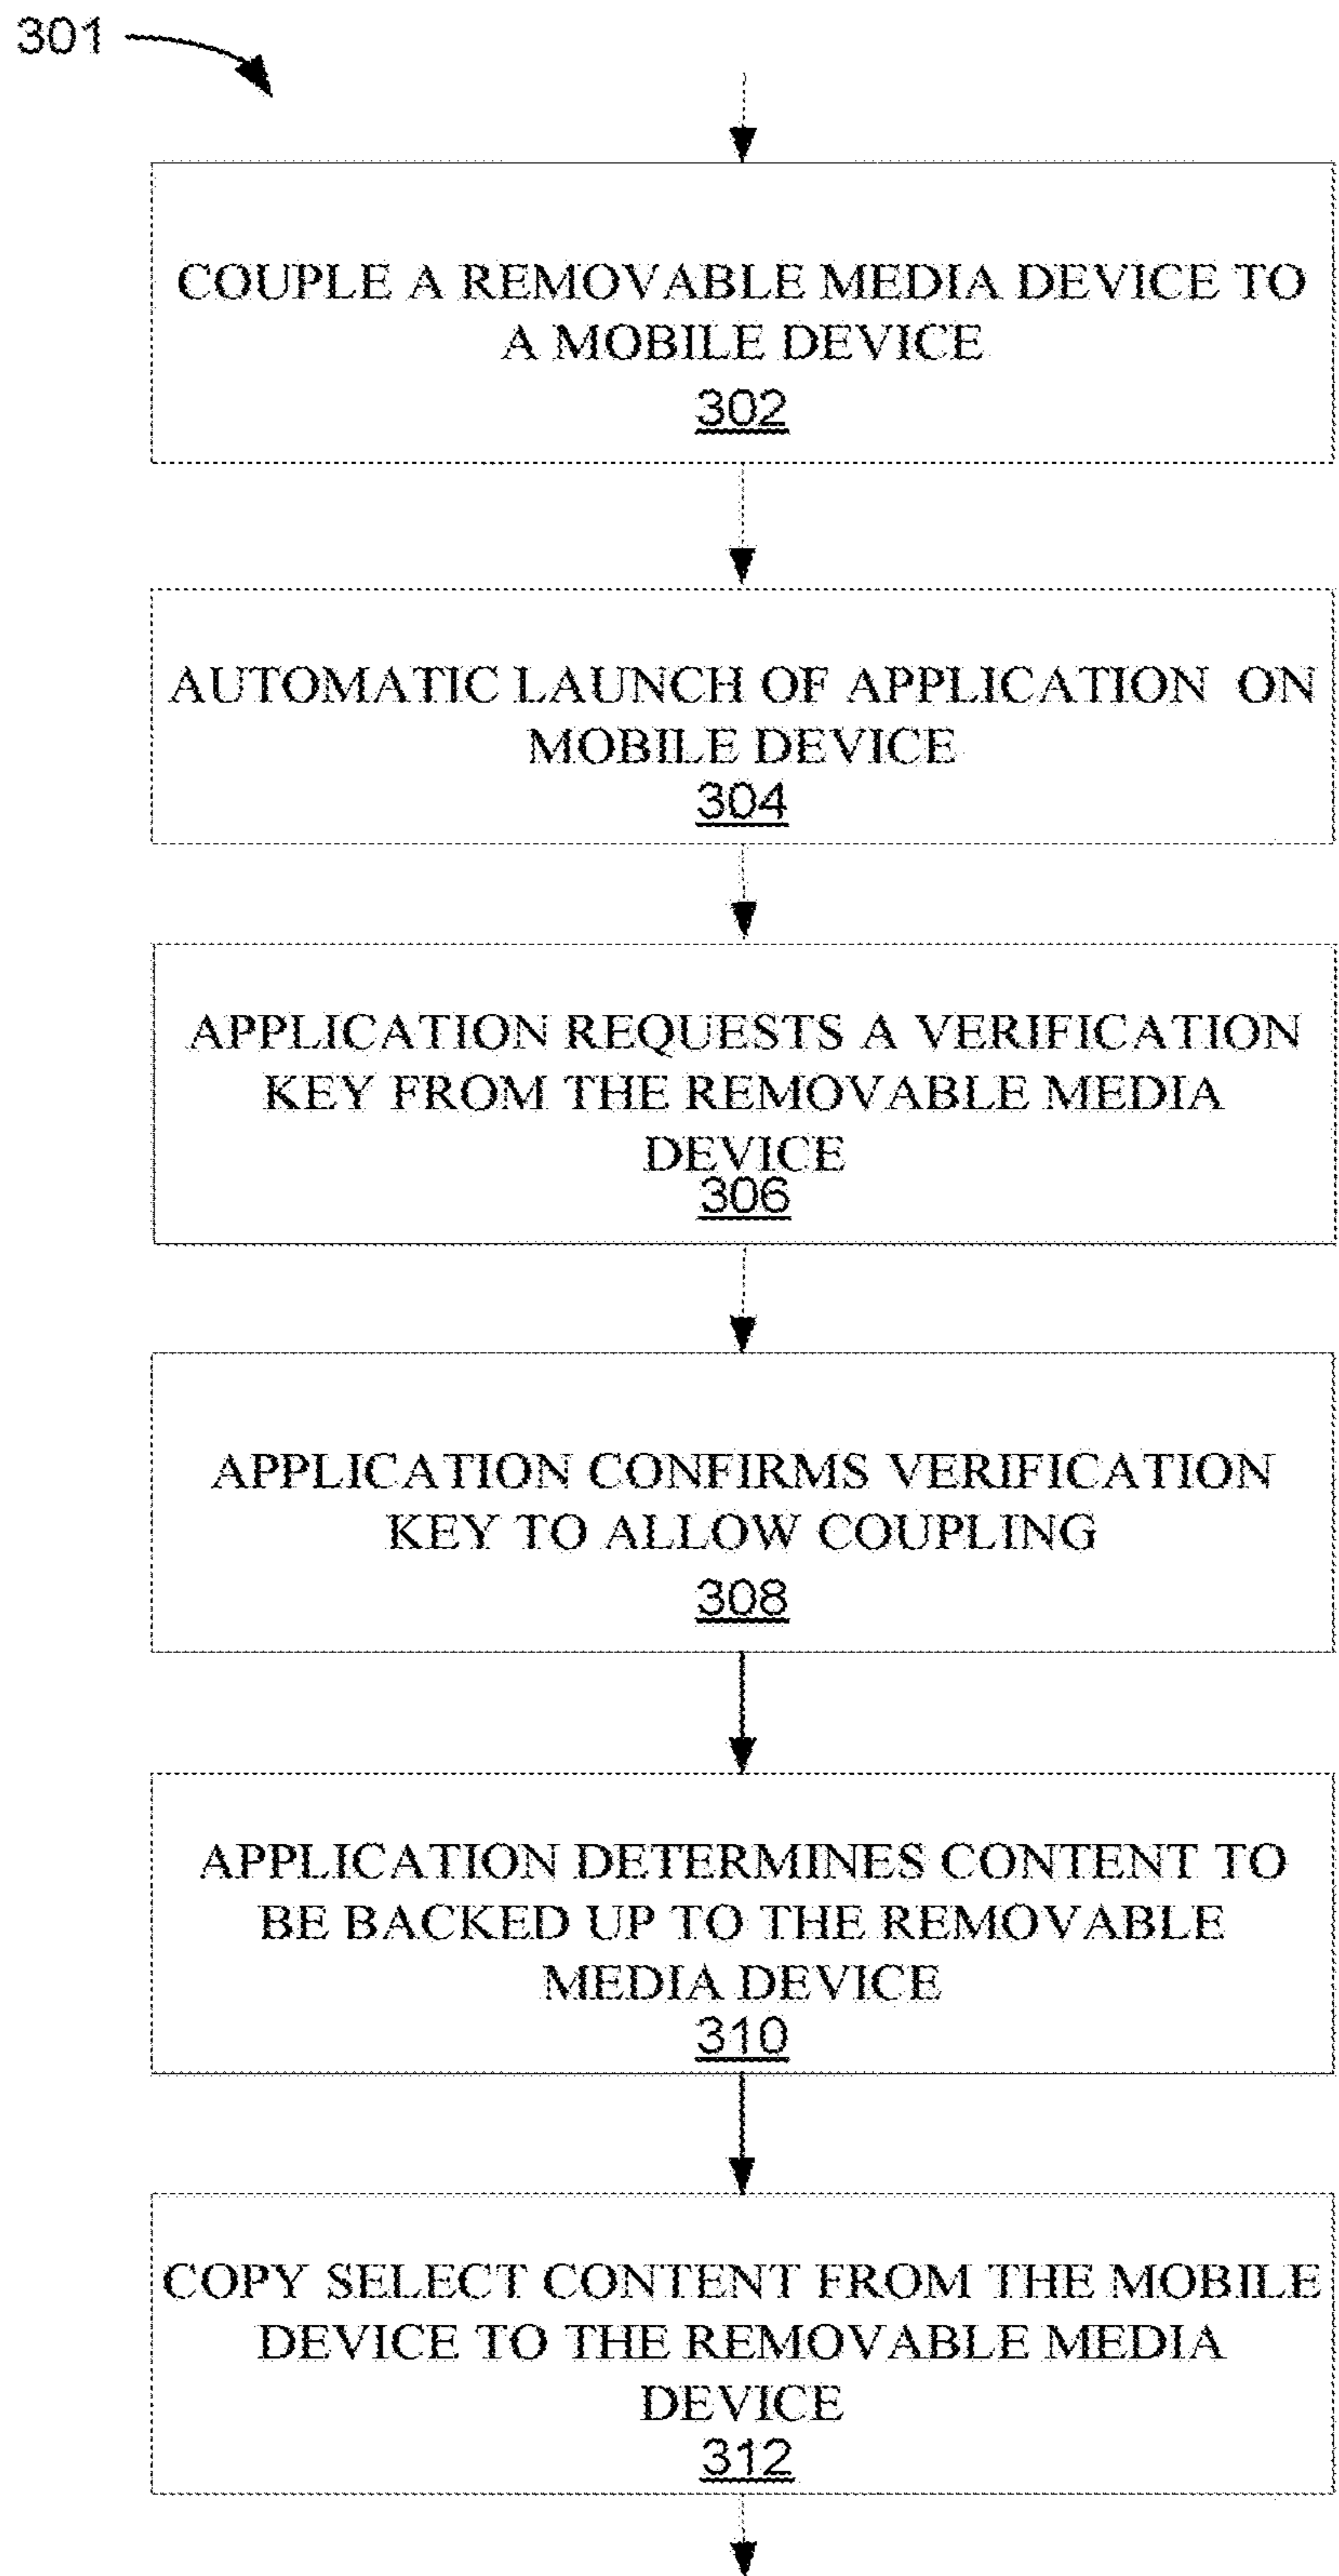 301
COUPLE A REMOVABLE MEDIA DEVICE TO
A MOBILE DEVICE
302
AUTOMATIC LAUNCH OF APPLICATION ON
MOBILE DEVICE
304
APPLICATION REQUESTS A VERIFICATION
KEY FROM THE REMOVABLE MEDIA
DEVICE
306
APPLICATION CONFIRMS VERIFICATION
KEY TO ALLOW COUPLING
308
APPLICATION DETERMINES CONTENT TO
BE BACKED UP TO THE REMOVABLE
MEDIA DEVICE
310
COPY SELECT CONTENT FROM THE MOBILE
DEVICE TO THE REMOVABLE MEDIA
DEVICE
312